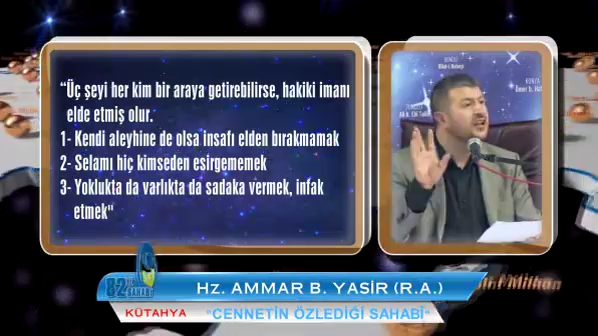 “Üç şeyi her kim bir araya getirebilirse, hakiki imanı
elde etmiş olur.
1- Kendi aleyhine de olsa insafı elden bırakmamak
2- Selamı hiç kimseden esirgememek
3- Yoklukta da varlıkta da sadaka vermek, infak
etmek"
82
Hz. AMMAR B. YASİR (R.A.)
KÜTAHYA
"CENNETİN ÖZLEDİĞİ SAHABİ"